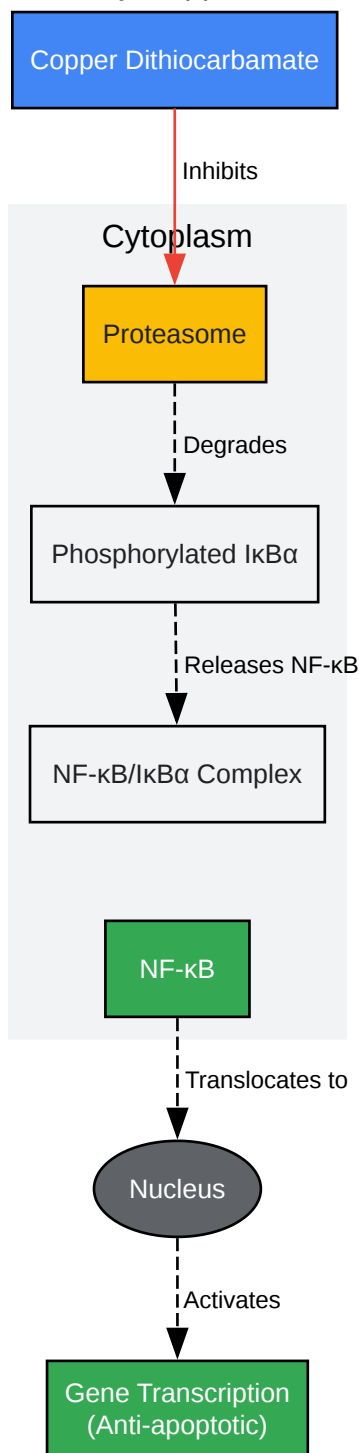 Copper Dithiocarbamate
Inhibits
Cytoplasm
Proteasome
Degrades
Phosphorylated IκBα
Releases NF-κB
NF-κB/IκBα Complex
NF-κB
Translocates to
Nucleus
Activates
Gene Transcription
(Anti-apoptotic)